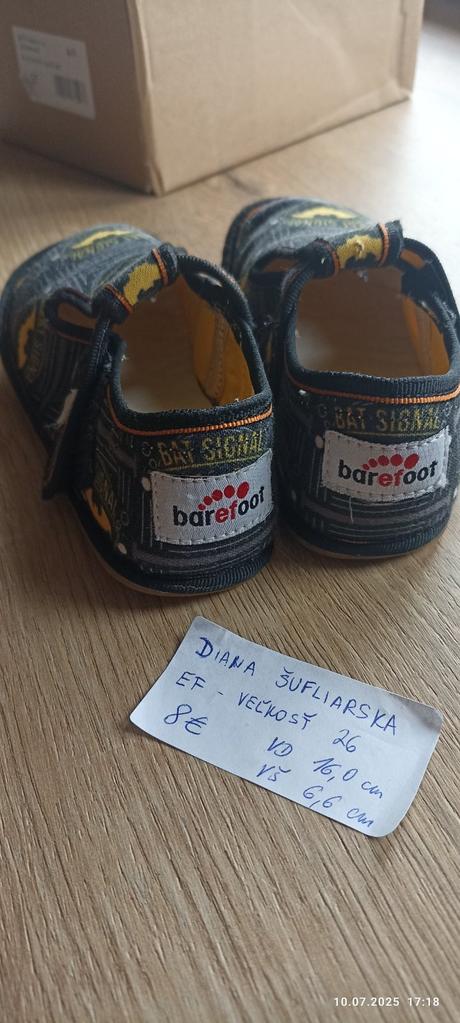 BAT SIGNAL
barefoot
BAT SIGNAL
barefoot
DIANA ŠUFLIARSKA
EF - VEĽKOSŤ 26
8€ VD 16,0 cm
VŠ 6,6 cm
10.07.2025 17:18